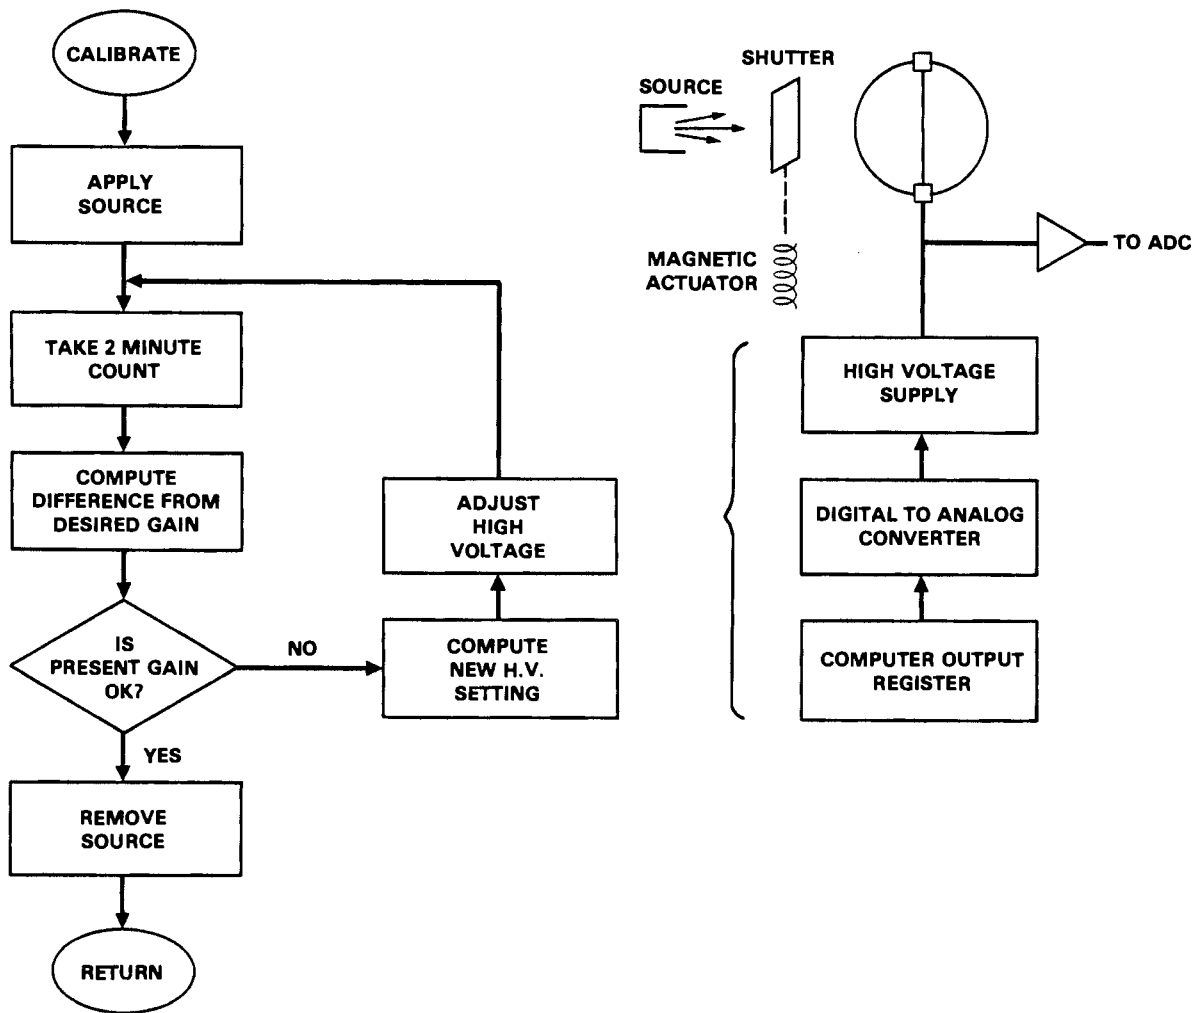 CALIBRATE
APPLY
SOURCE
TAKE 2 MINUTE
COUNT
COMPUTE
DIFFERENCE FROM
DESIRED GAIN
IS
PRESENT GAIN
OK?
NO
YES
REMOVE
SOURCE
RETURN
ADJUST
HIGH
VOLTAGE
COMPUTE
NEW H.V.
SETTING
SHUTTER
SOURCE
MAGNETIC
ACTUATOR
TO ADC
HIGH VOLTAGE
SUPPLY
DIGITAL TO ANALOG
CONVERTER
COMPUTER OUTPUT
REGISTER